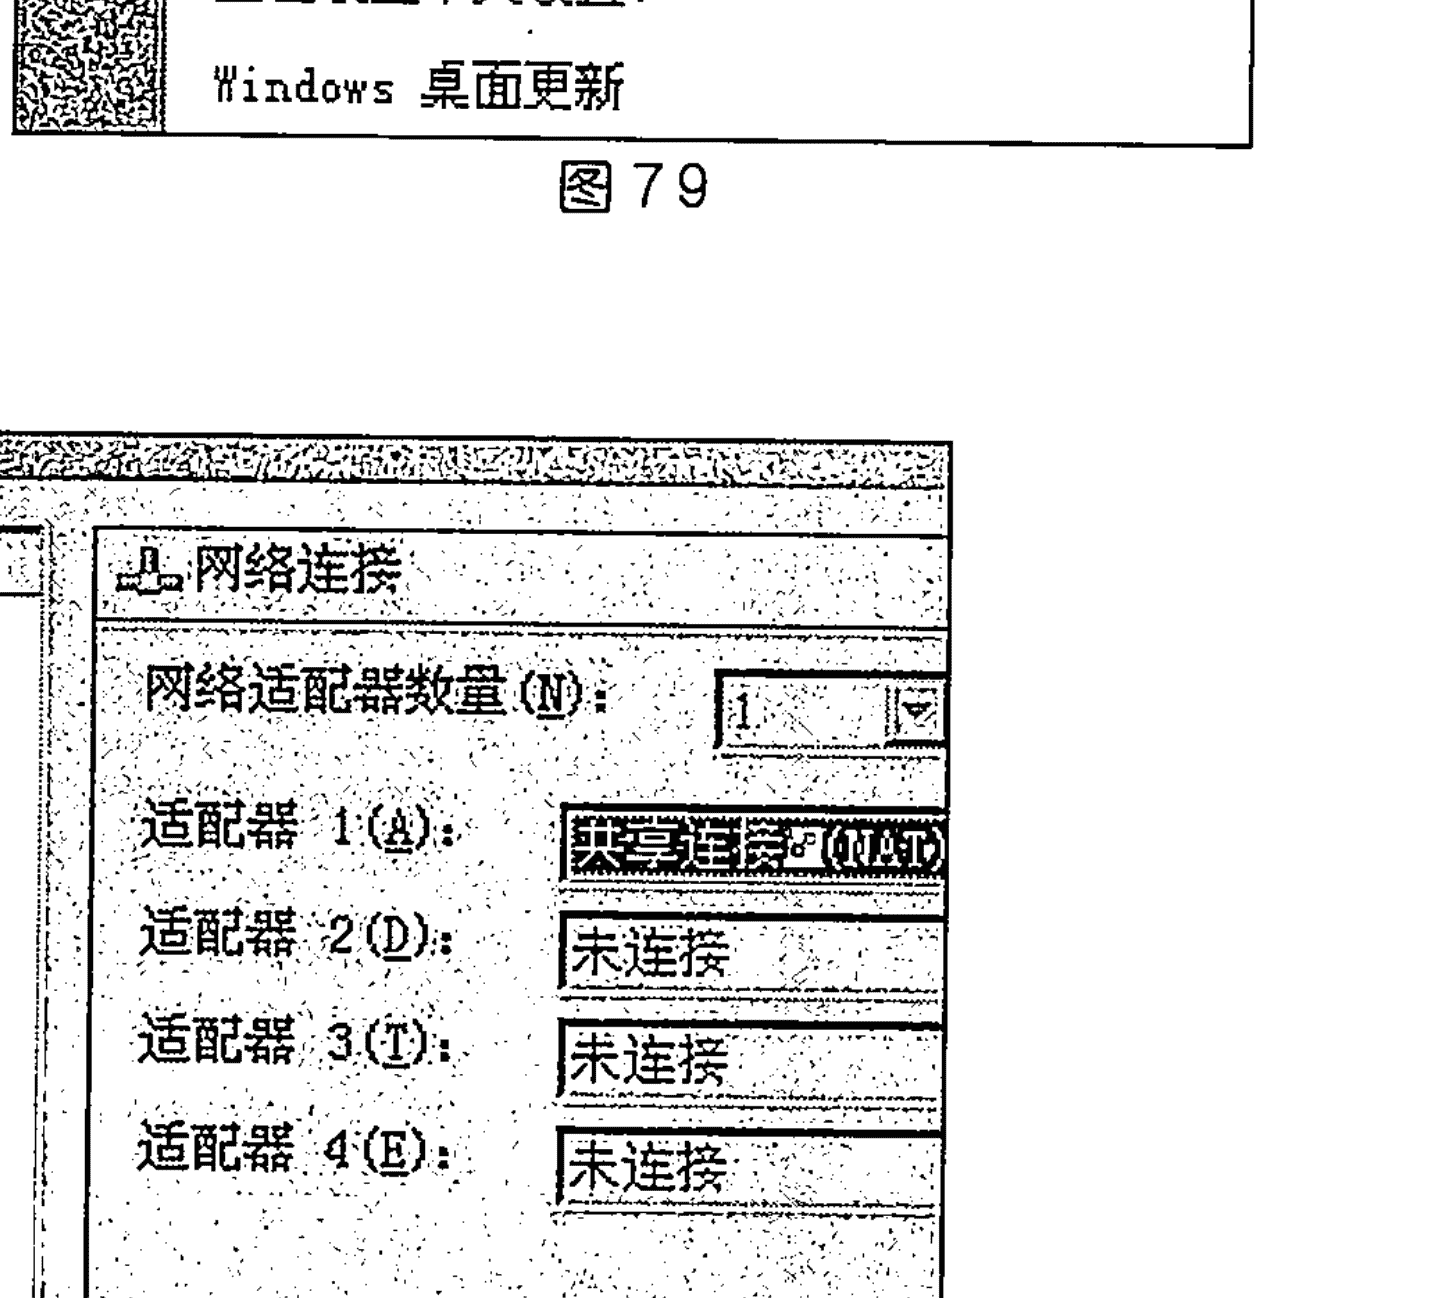 Windows 桌面更新
图79
网络连接
网络适配器数量(N): 1
适配器 1(A): 共享连接 (NAT)
适配器 2(D): 未连接
适配器 3(T): 未连接
适配器 4(E): 未连接